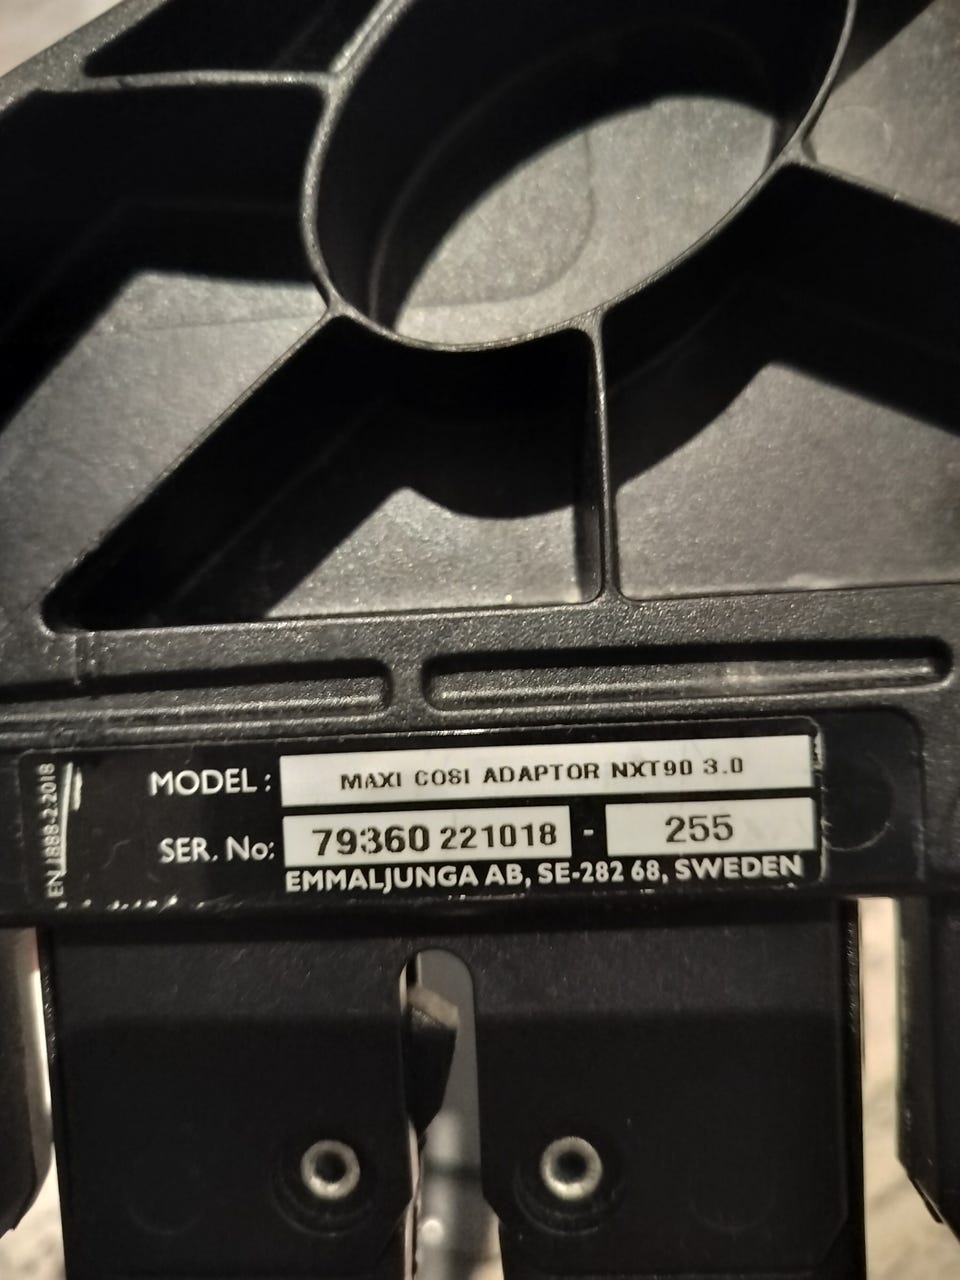 MODEL: MAXI COSI ADAPTOR NXT90 3.0
SER. No: 79360 221018 - 255
EMMALJUNGA AB, SE-282 68, SWEDEN
EN 1888-2:2018